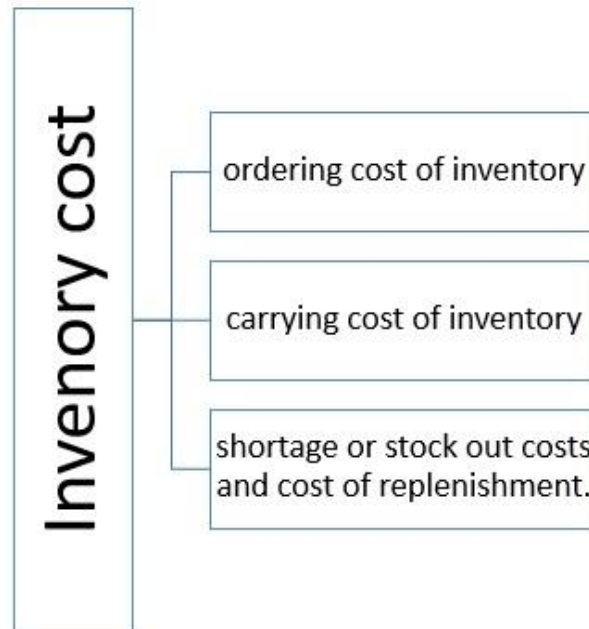 Invenory cost
ordering cost of inventory
carrying cost of inventory
shortage or stock out costs
and cost of replenishment.